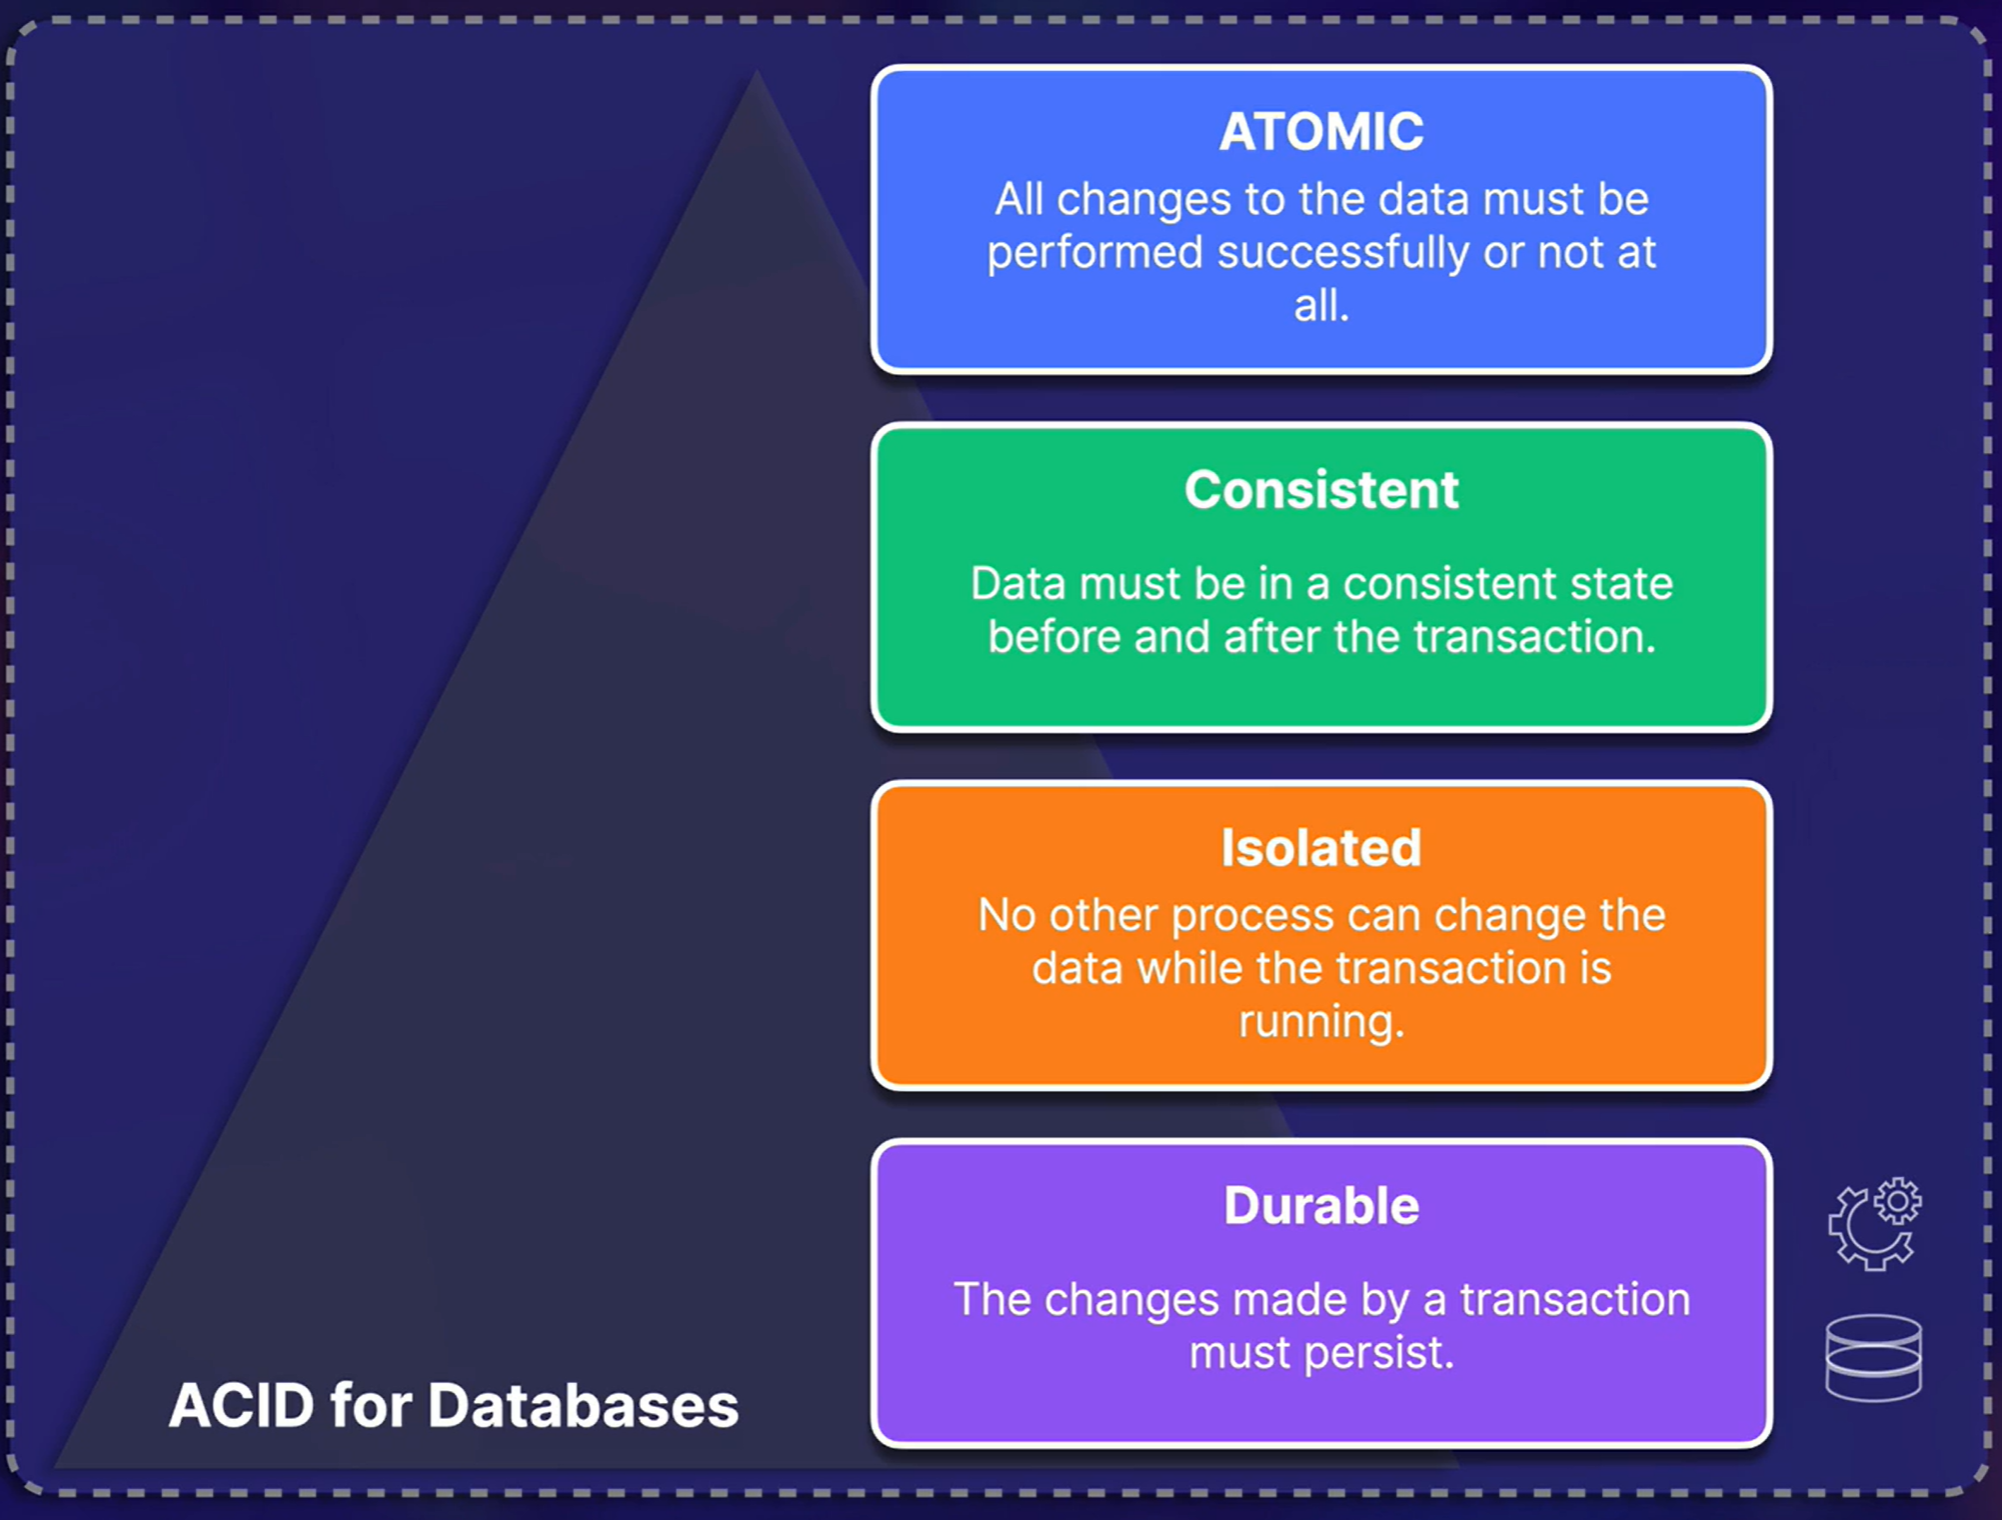 ATOMIC
All changes to the data must be
performed successfully or not at
all.
Consistent
Data must be in a consistent state
before and after the transaction.
Isolated
No other process can change the
data while the transaction is
running.
Durable
The changes made by a transaction
must persist.
ACID for Databases